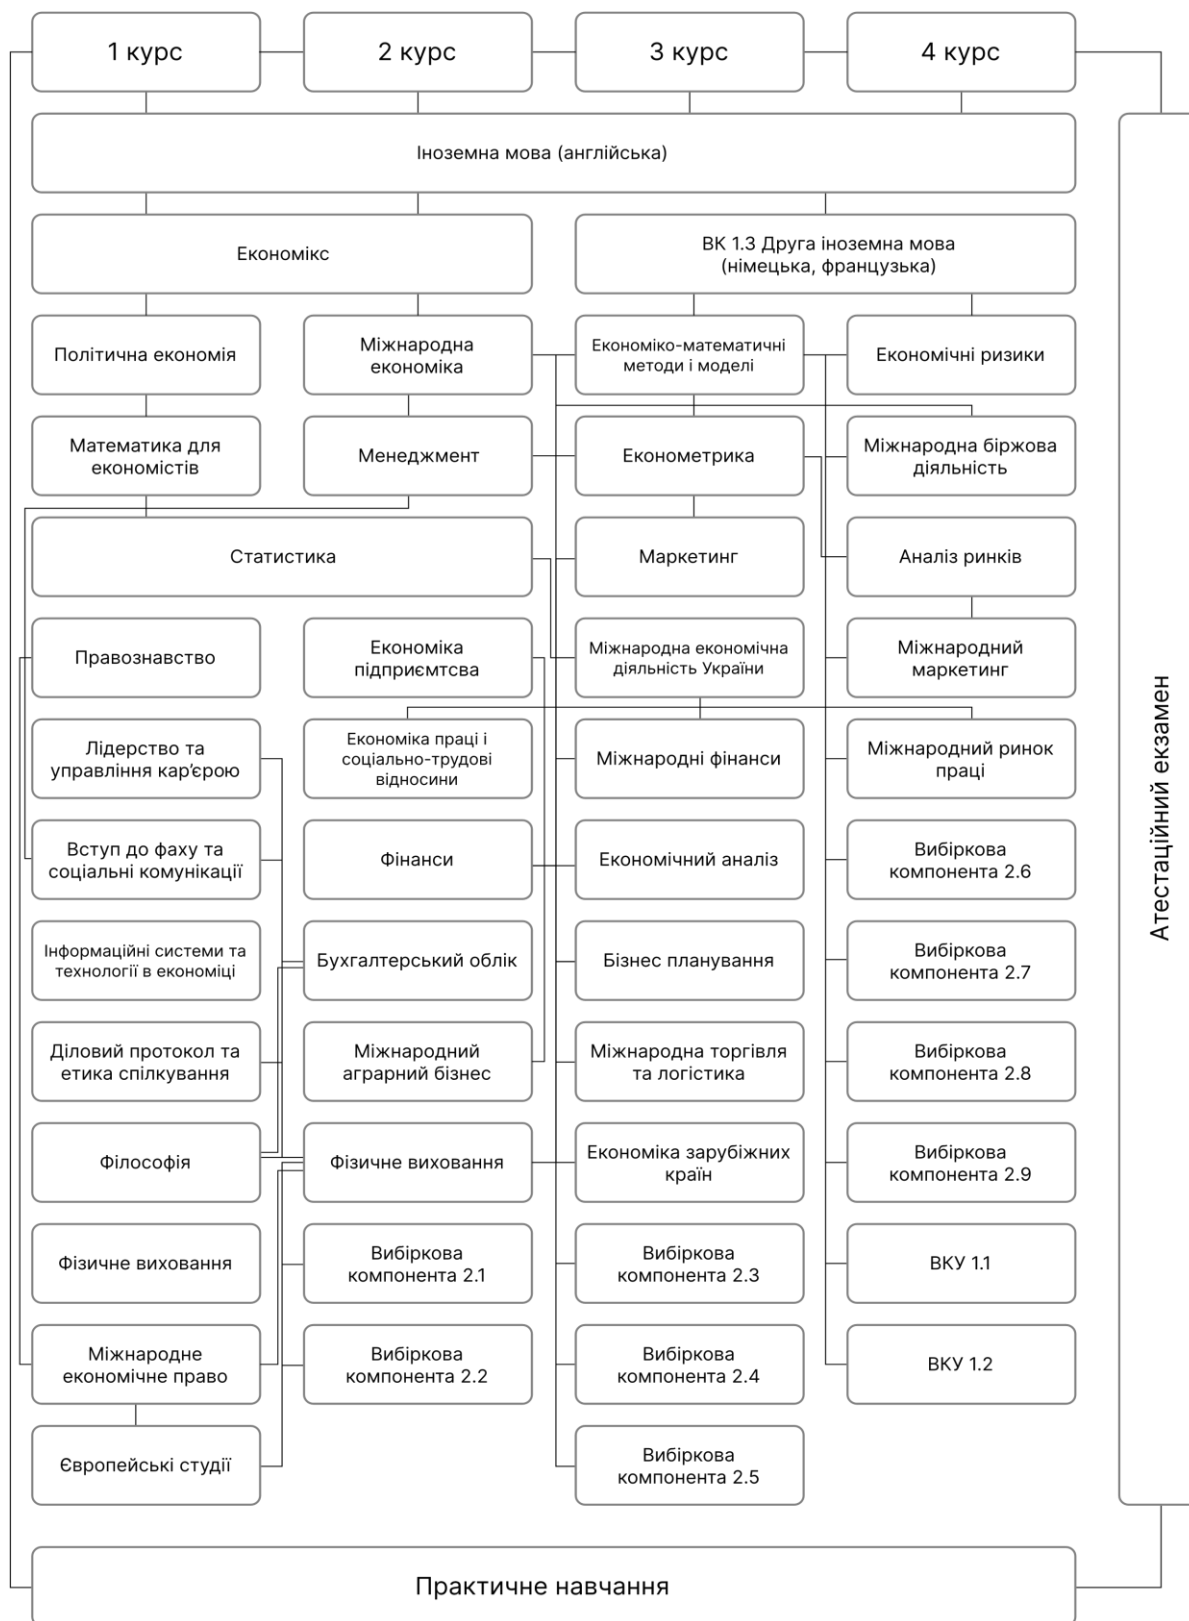 1 курс
2 курс
3 курс
4 курс
Іноземна мова (англійська)
Економікс
ВК 1.3 Друга іноземна мова
(німецька, французька)
Політична економія
Міжнародна
економіка
Економіко-математичні
методи і моделі
Економічні ризики
Математика для
економістів
Менеджмент
Економетрика
Міжнародна біржова
діяльність
Статистика
Маркетинг
Аналіз ринків
Правознавство
Економіка
підприємтсва
Міжнародна економічна
діяльність України
Міжнародний
маркетинг
Лідерство та
управління кар’єрою
Економіка праці і
соціально-трудові
відносини
Міжнародні фінанси
Міжнародний ринок
праці
Вступ до фаху та
соціальні комунікації
Фінанси
Економічний аналіз
Вибіркова
компонента 2.6
Інформаційні системи та
технології в економіці
Бухгалтерський облік
Бізнес планування
Вибіркова
компонента 2.7
Діловий протокол та
етика спілкування
Міжнародний
аграрний бізнес
Міжнародна торгівля
та логістика
Вибіркова
компонента 2.8
Філософія
Фізичне виховання
Економіка зарубіжних
країн
Вибіркова
компонента 2.9
Фізичне виховання
Вибіркова
компонента 2.1
Вибіркова
компонента 2.3
ВКУ 1.1
Міжнародне
економічне право
Вибіркова
компонента 2.2
Вибіркова
компонента 2.4
ВКУ 1.2
Європейські студії
Вибіркова
компонента 2.5
Атестаційний екзамен
Практичне навчання